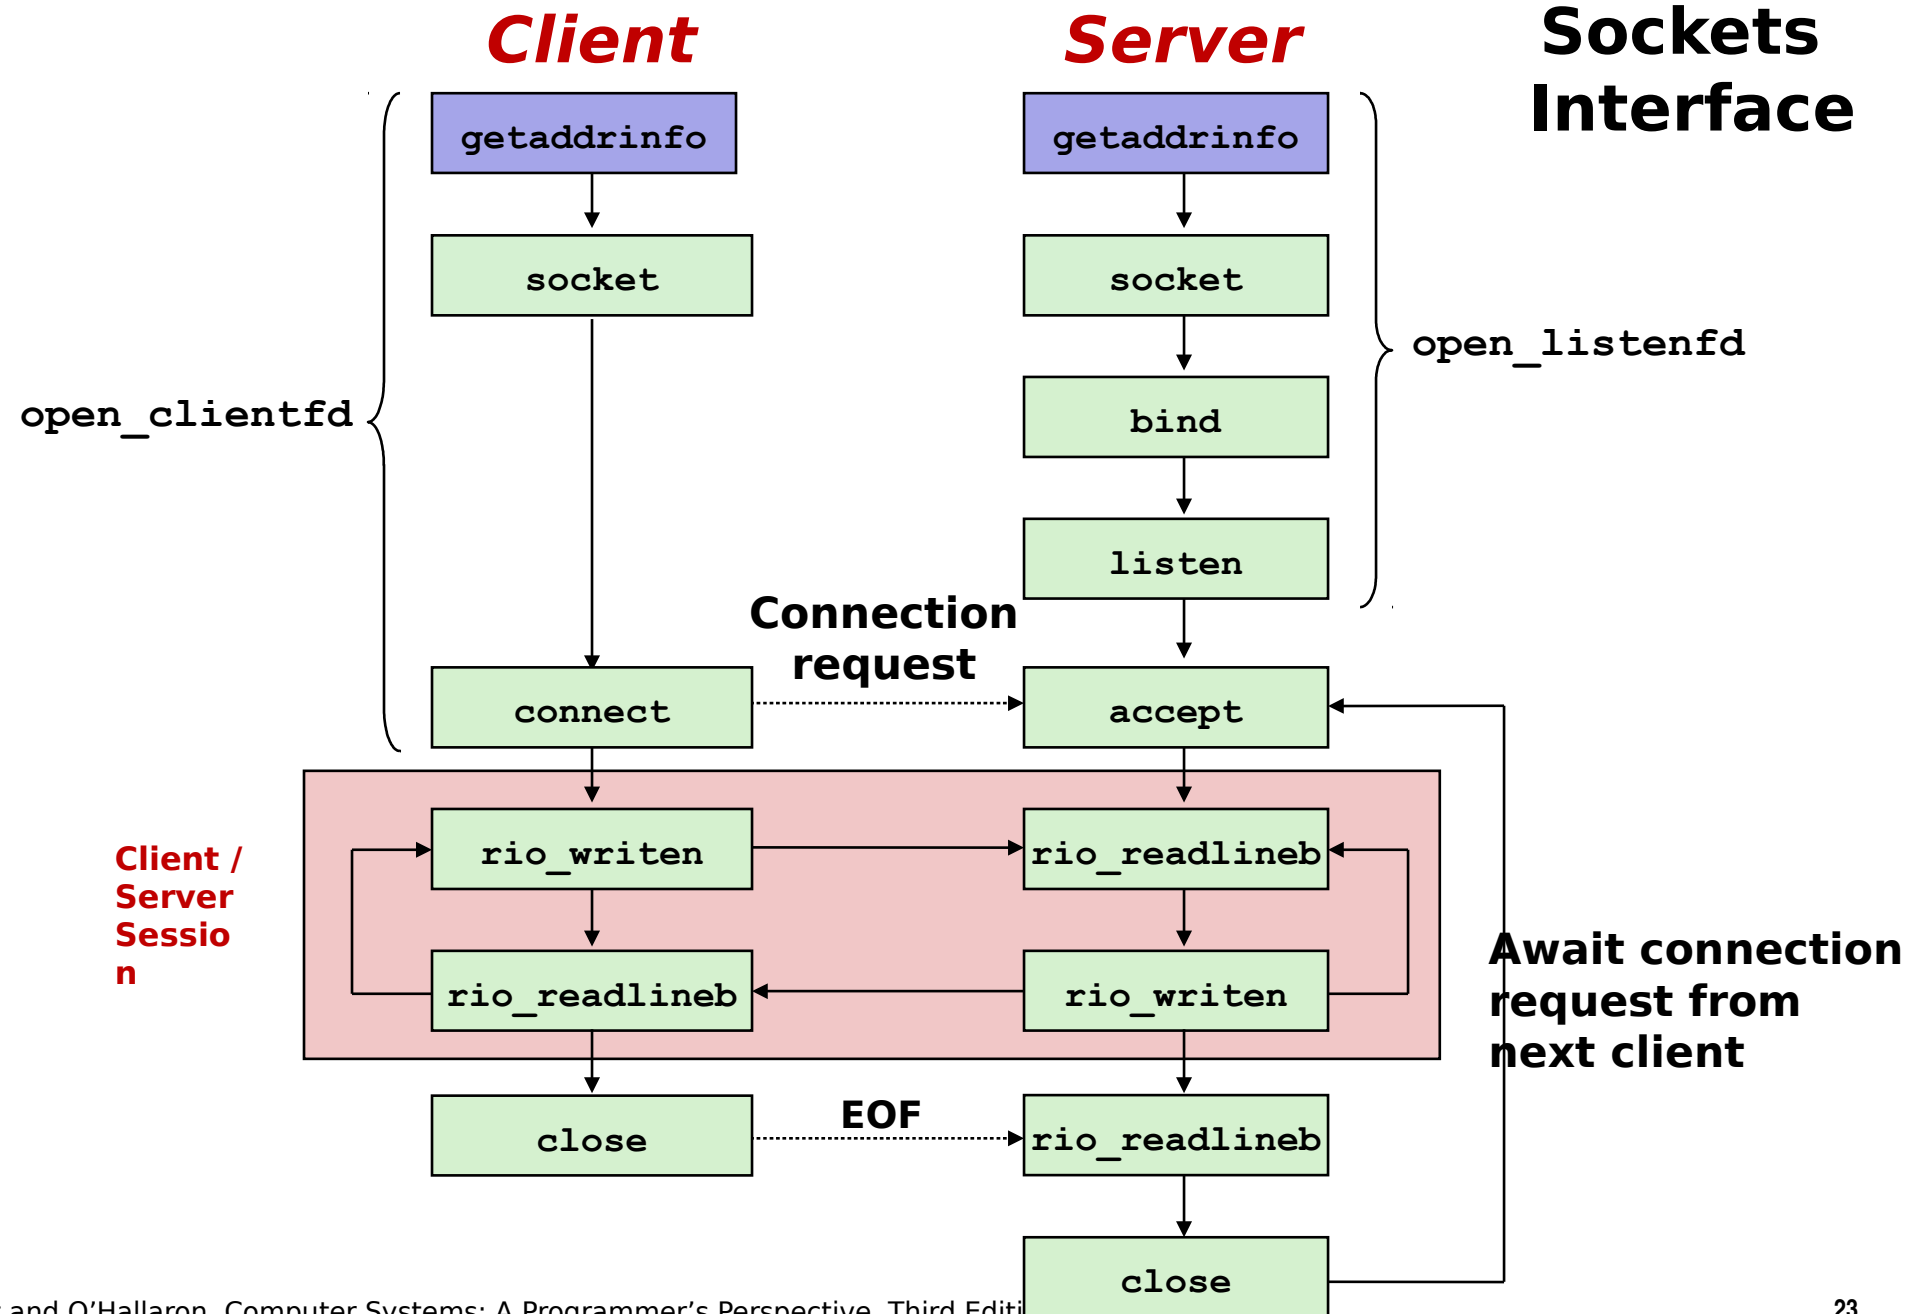 Client
Server
Sockets
Interface
getaddrinfo
getaddrinfo
socket
socket
open_listenfd
open_clientfd
bind
listen
Connection
request
connect
accept
Client /
Server
Sessio
n
rio_writen
rio_readlineb
rio_readlineb
rio_writen
Await connection
request from
next client
close
EOF
rio_readlineb
close
and O’Hallaron, Computer Systems: A Programmer’s Perspective, Third
23